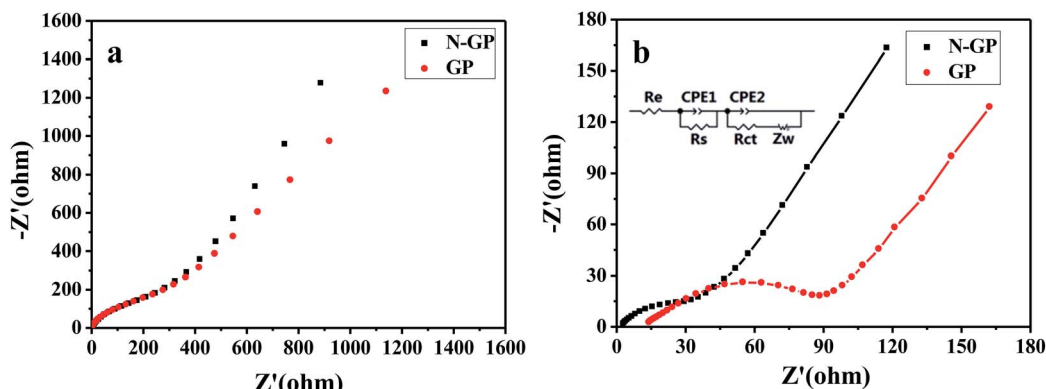 a
N-GP
GP
-Z'(ohm)
1600
1400
1200
1000
800
600
400
200
0
0 200 400 600 800 1000 1200 1400 1600
Z'(ohm)
b
N-GP
GP
Re CPE1 CPE2
Rs Rct Zw
-Z'(ohm)
180
150
120
90
60
30
0
0 30 60 90 120 150 180
Z'(ohm)